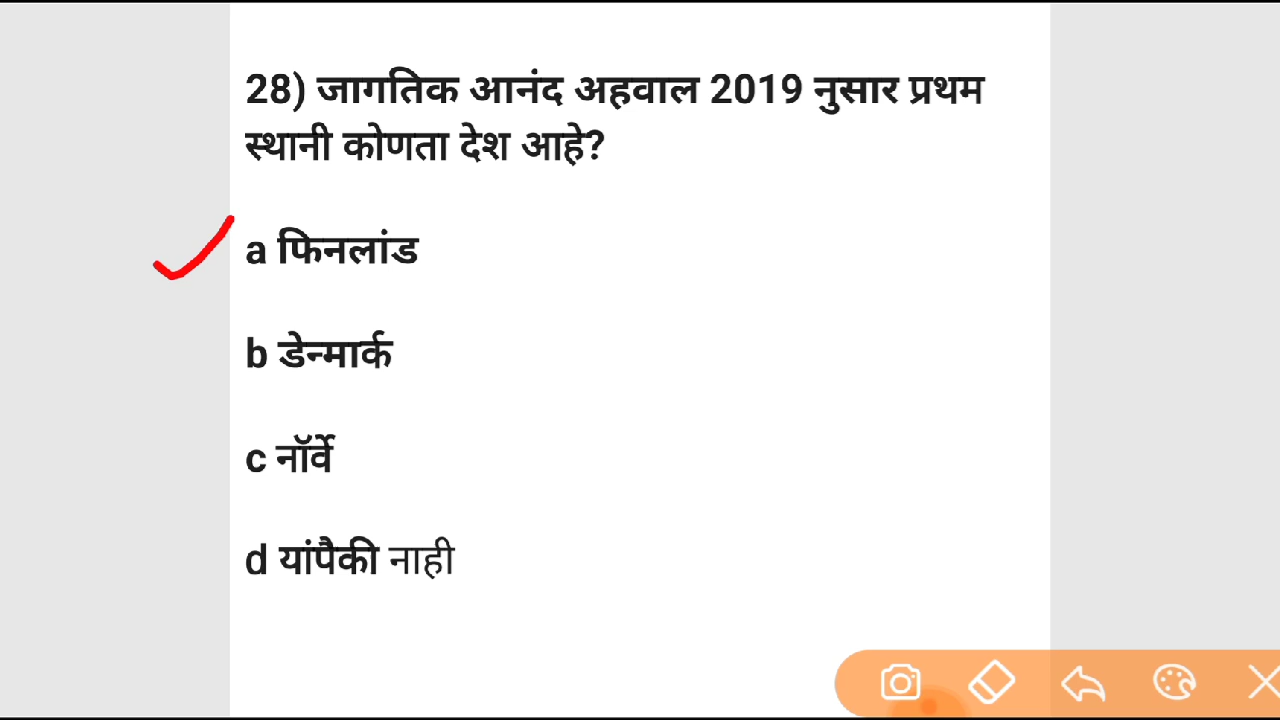 28) जागतिक आनंद अहवाल 2019 नुसार प्रथम
स्थानी कोणता देश आहे?
a फिनलांड
b डेन्मार्क
c नॉर्वे
d यांपैकी नाही